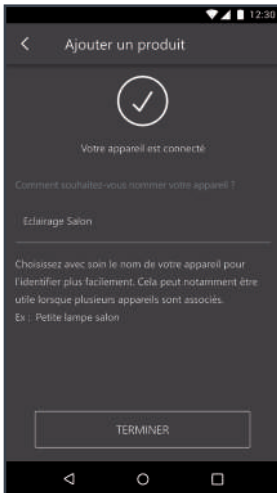 12:30
Ajouter un produit
Votre appareil est connecté
Comment souhaitez-vous nommer votre appareil ?
Eclairage Salon
Choisissez avec soin le nom de votre appareil pour
l'identifier plus facilement. Cela peut notamment être
utile lorsque plusieurs appareils sont associés.
Ex : Petite lampe salon
TERMINER